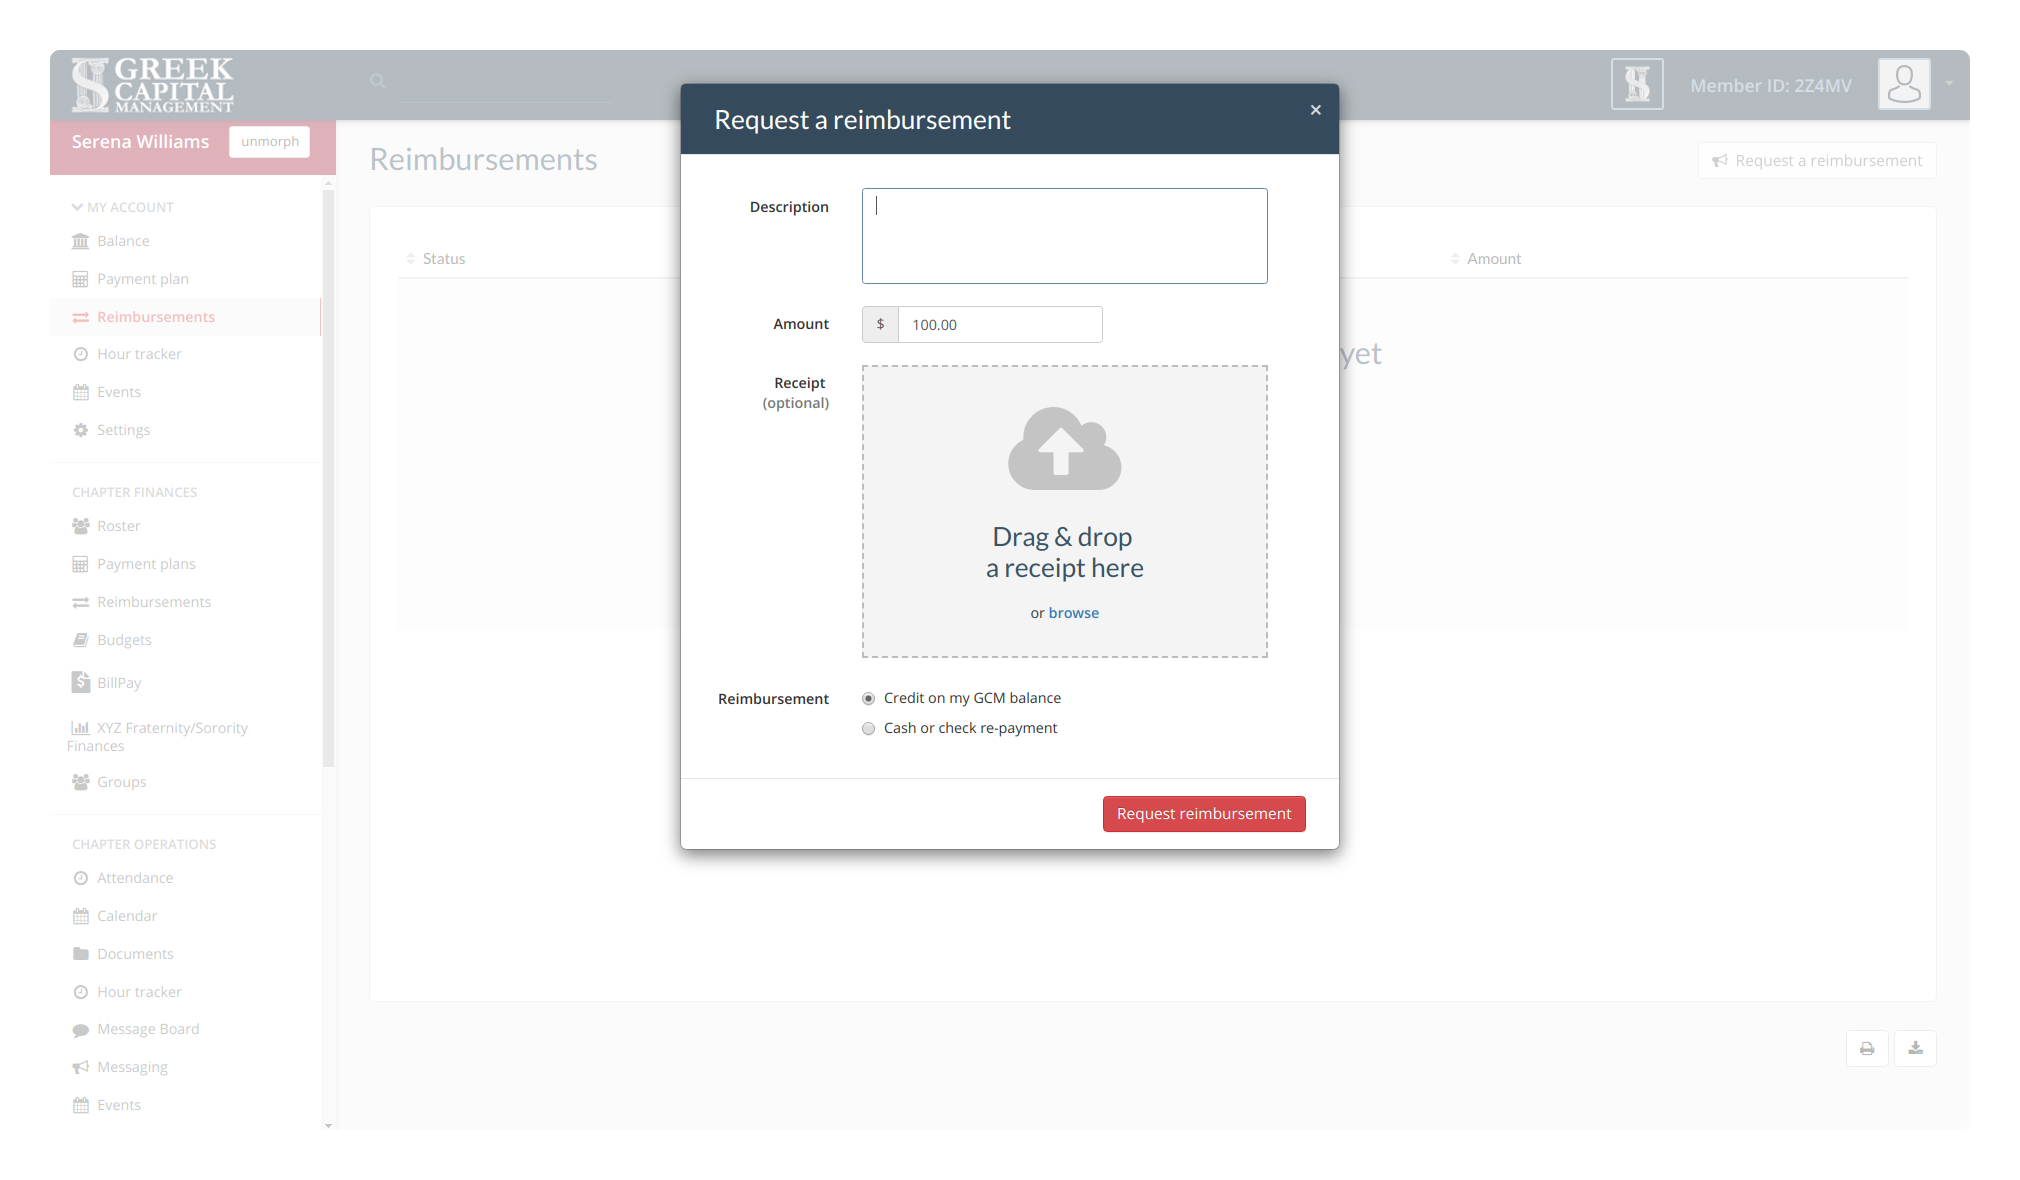 GREEK
CAPITAL
MANAGEMENT
Member ID: 2Z4MV
Serena Williams
unmorph
MY ACCOUNT
Balance
Payment plan
Reimbursements
Hour tracker
Events
Settings
CHAPTER FINANCES
Roster
Payment plans
Reimbursements
Budgets
BillPay
XYZ Fraternity/Sorority
Finances
Groups
CHAPTER OPERATIONS
Attendance
Calendar
Documents
Hour tracker
Message Board
Messaging
Events
Reimbursements
Request a reimbursement
Status
Amount
yet
Request a reimbursement
×
Description
Amount
$ 100.00
Receipt
(optional)
Drag & drop
a receipt here
or browse
Reimbursement
Credit on my GCM balance
Cash or check re-payment
Request reimbursement